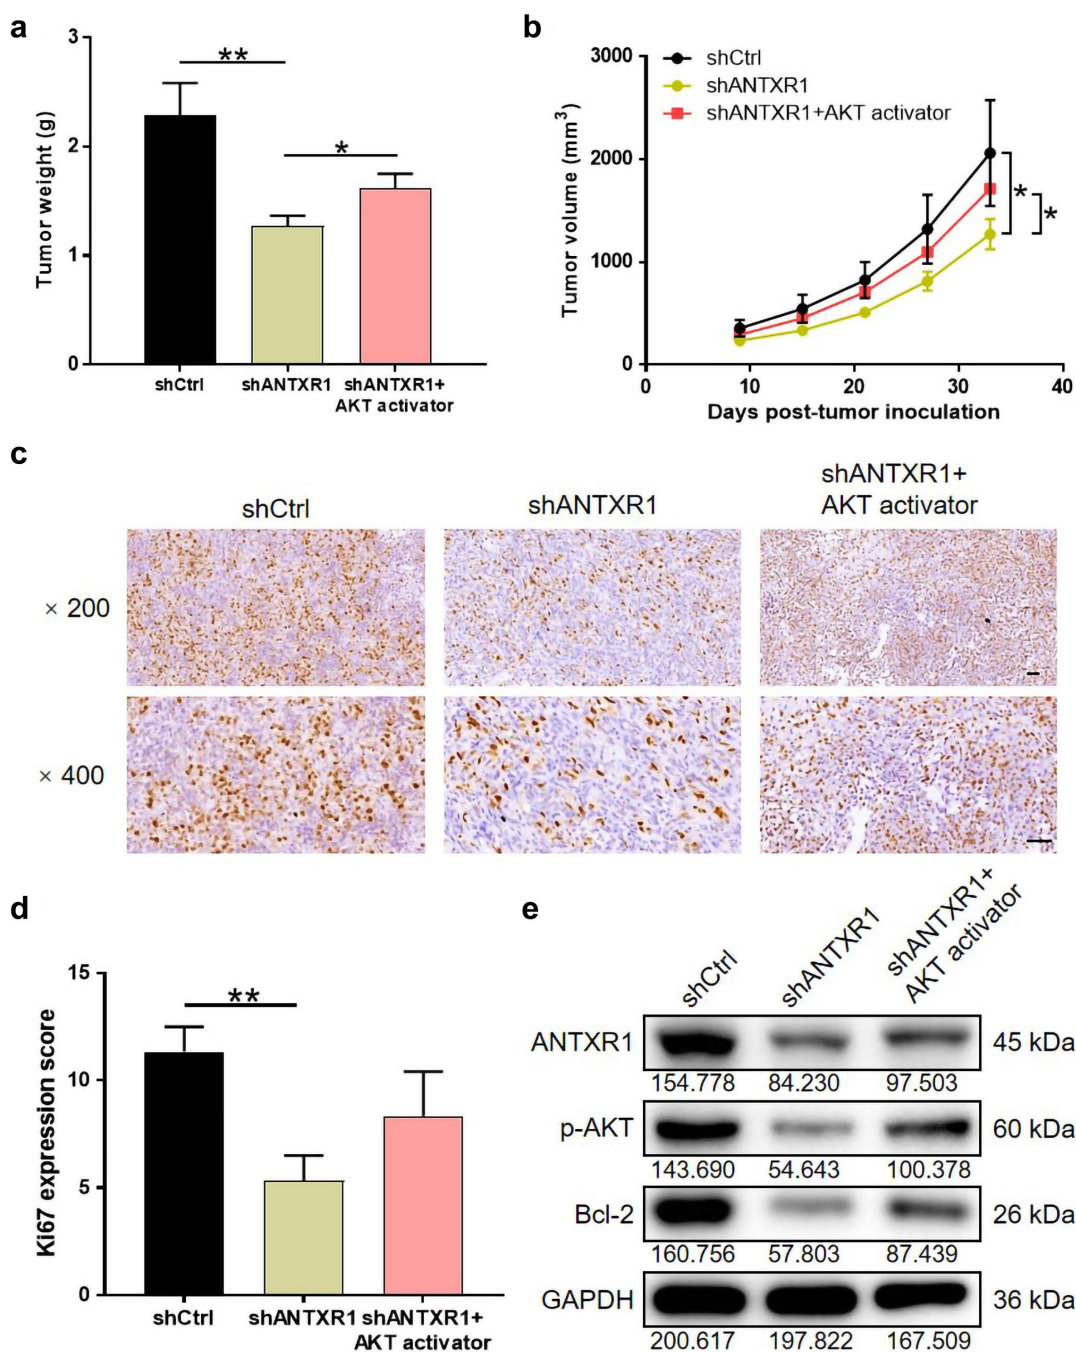 a
3
2
1
0
Tumor weight (g)
**
*
shCtrl
shANTXR1
shANTXR1+
AKT activator
b
3000
2000
1000
0
Tumor volume (mm3)
shCtrl
shANTXR1
shANTXR1+AKT activator
*
*
0
10
20
30
40
Days post-tumor inoculation
c
shCtrl
shANTXR1
shANTXR1+
AKT activator
× 200
× 400
d
15
10
5
0
Ki67 expression score
**
shCtrl
shANTXR1
shANTXR1+
AKT activator
e
shCtrl
shANTXR1
shANTXR1+
AKT activator
ANTXR1
45 kDa
154.778 84.230 97.503
p-AKT
60 kDa
143.690 54.643 100.378
Bcl-2
26 kDa
160.756 57.803 87.439
GAPDH
36 kDa
200.617 197.822 167.509